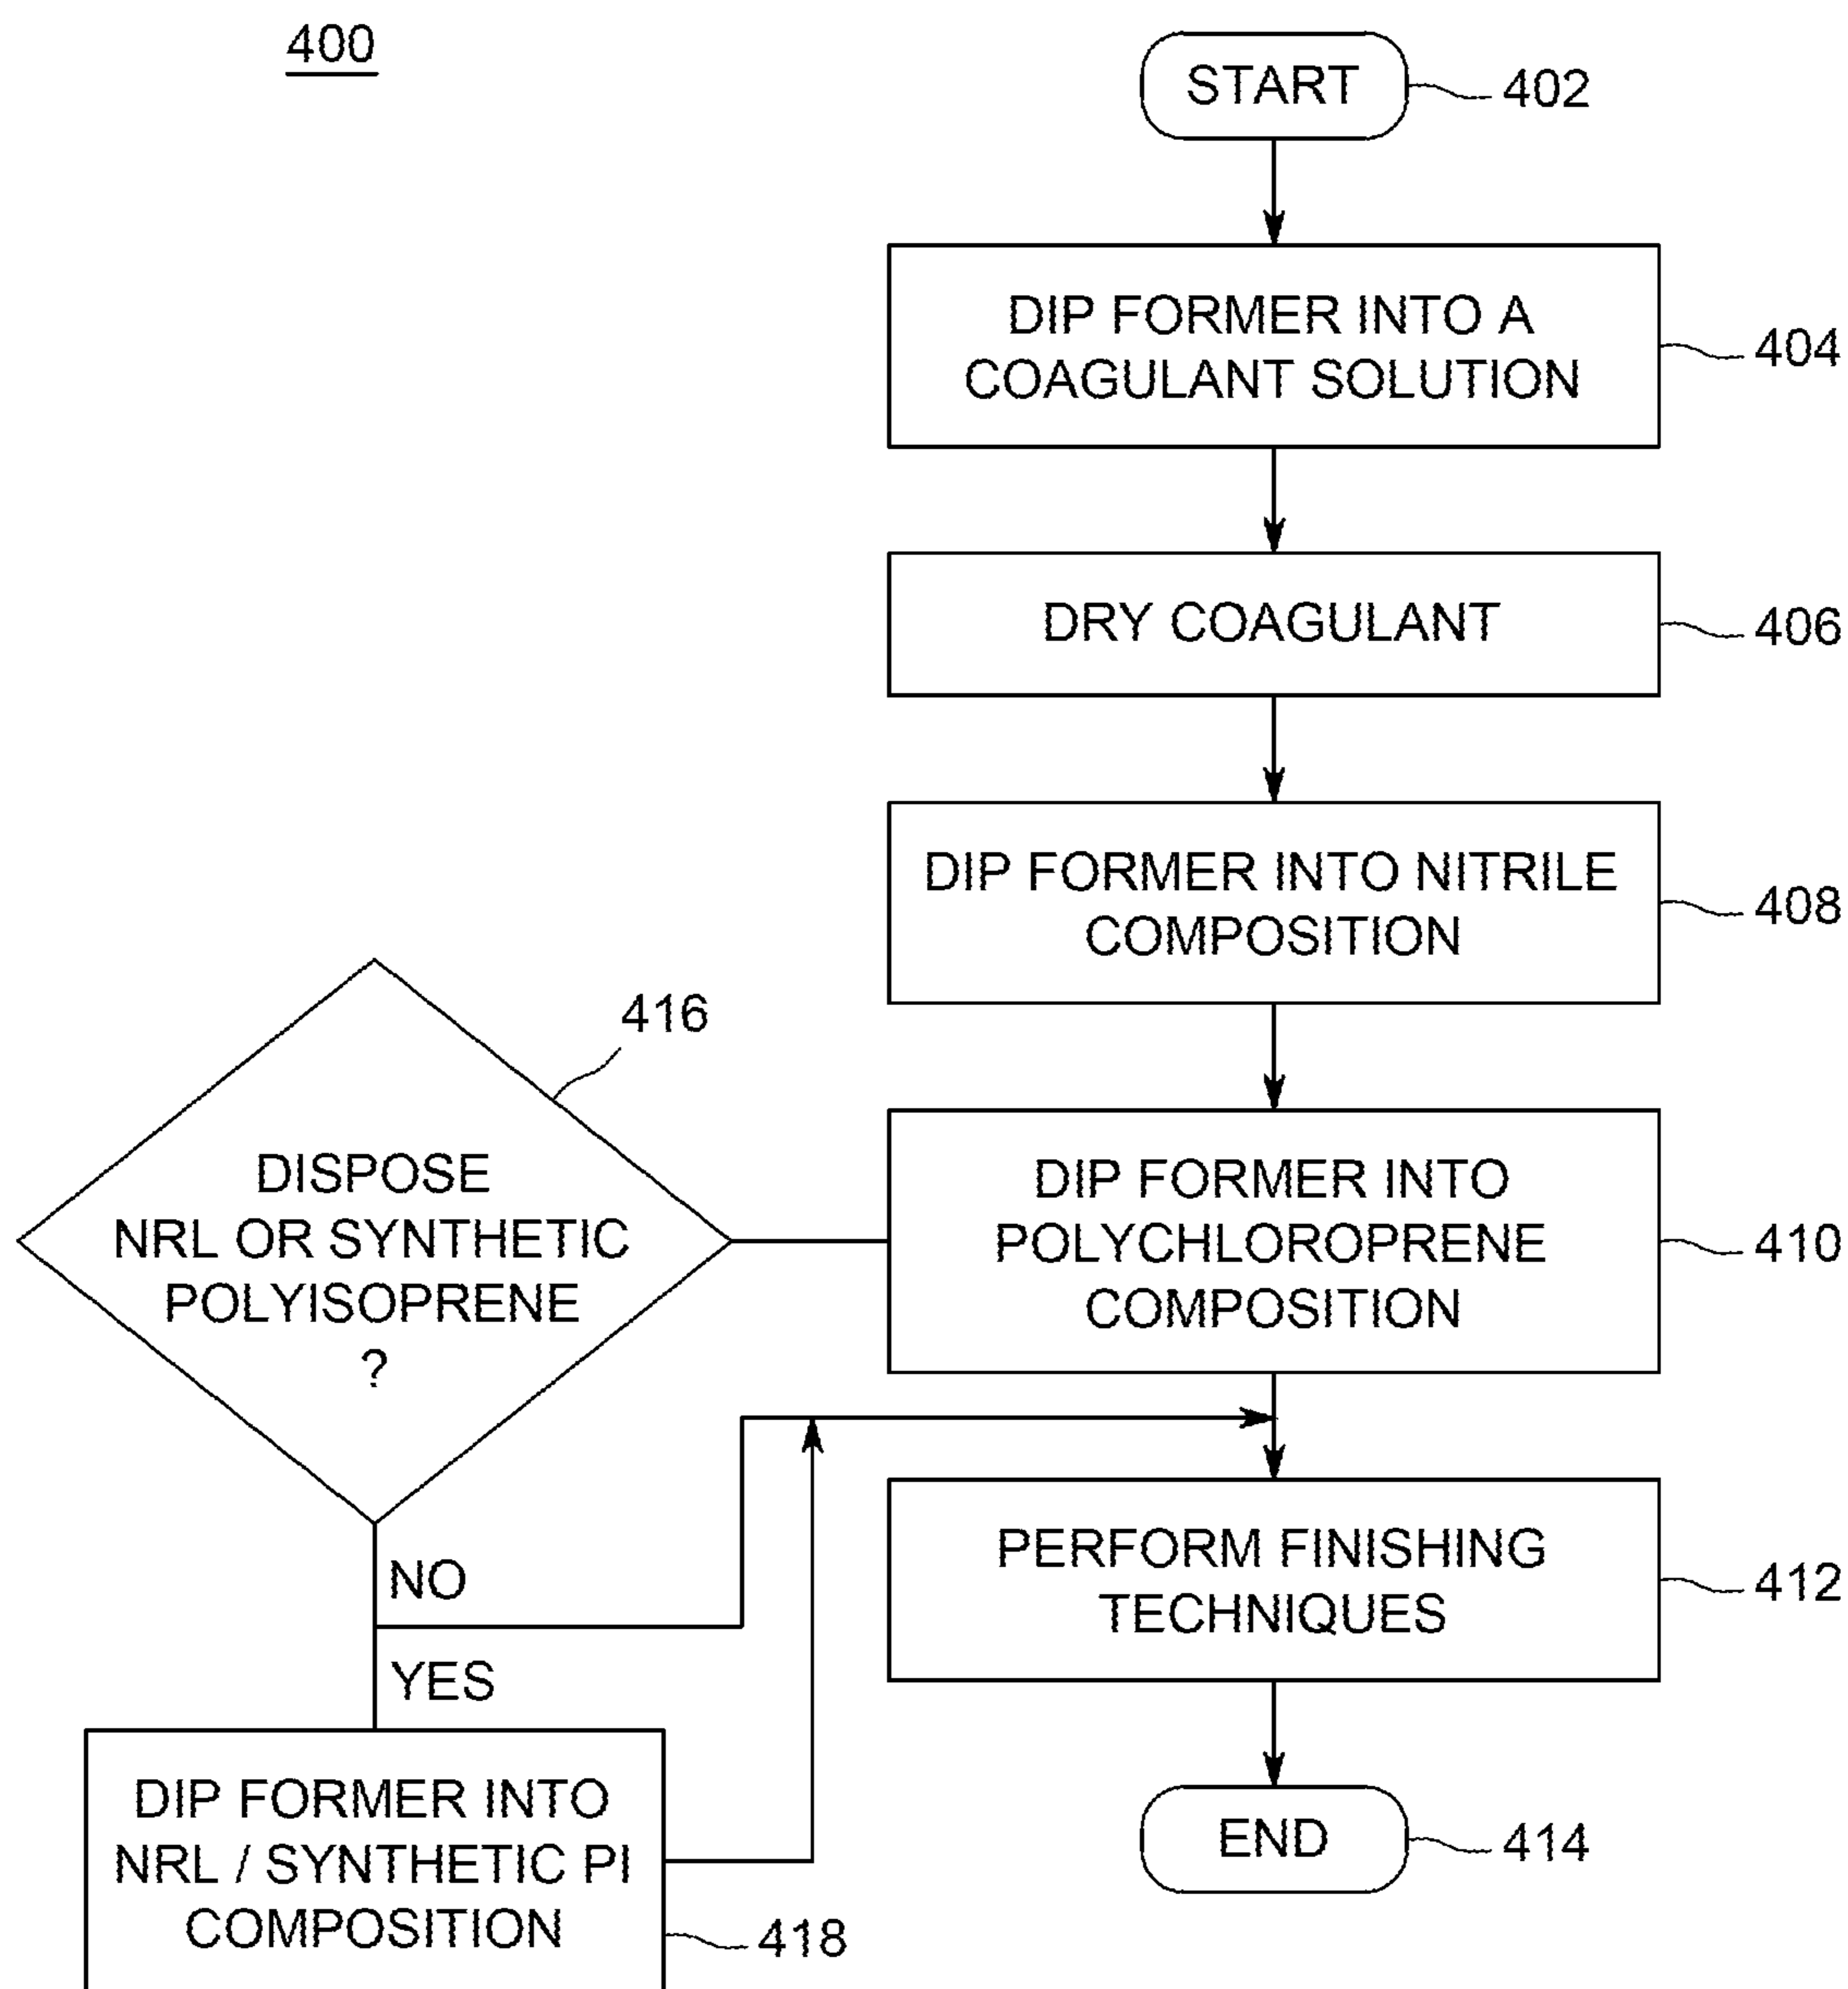 400
START
402
DIP FORMER INTO A
COAGULANT SOLUTION
404
DRY COAGULANT
406
DIP FORMER INTO NITRILE
COMPOSITION
408
416
DISPOSE
NRL OR SYNTHETIC
POLYISOPRENE
?
DIP FORMER INTO
POLYCHLOROPRENE
COMPOSITION
410
NO
YES
PERFORM FINISHING
TECHNIQUES
412
DIP FORMER INTO
NRL / SYNTHETIC PI
COMPOSITION
418
END
414